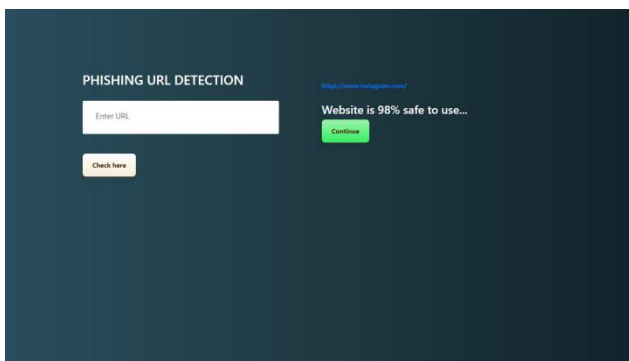 PHISHING URL DETECTION
Enter URL
Check here
https://www.instagram.com/
Website is 98% safe to use...
Continue